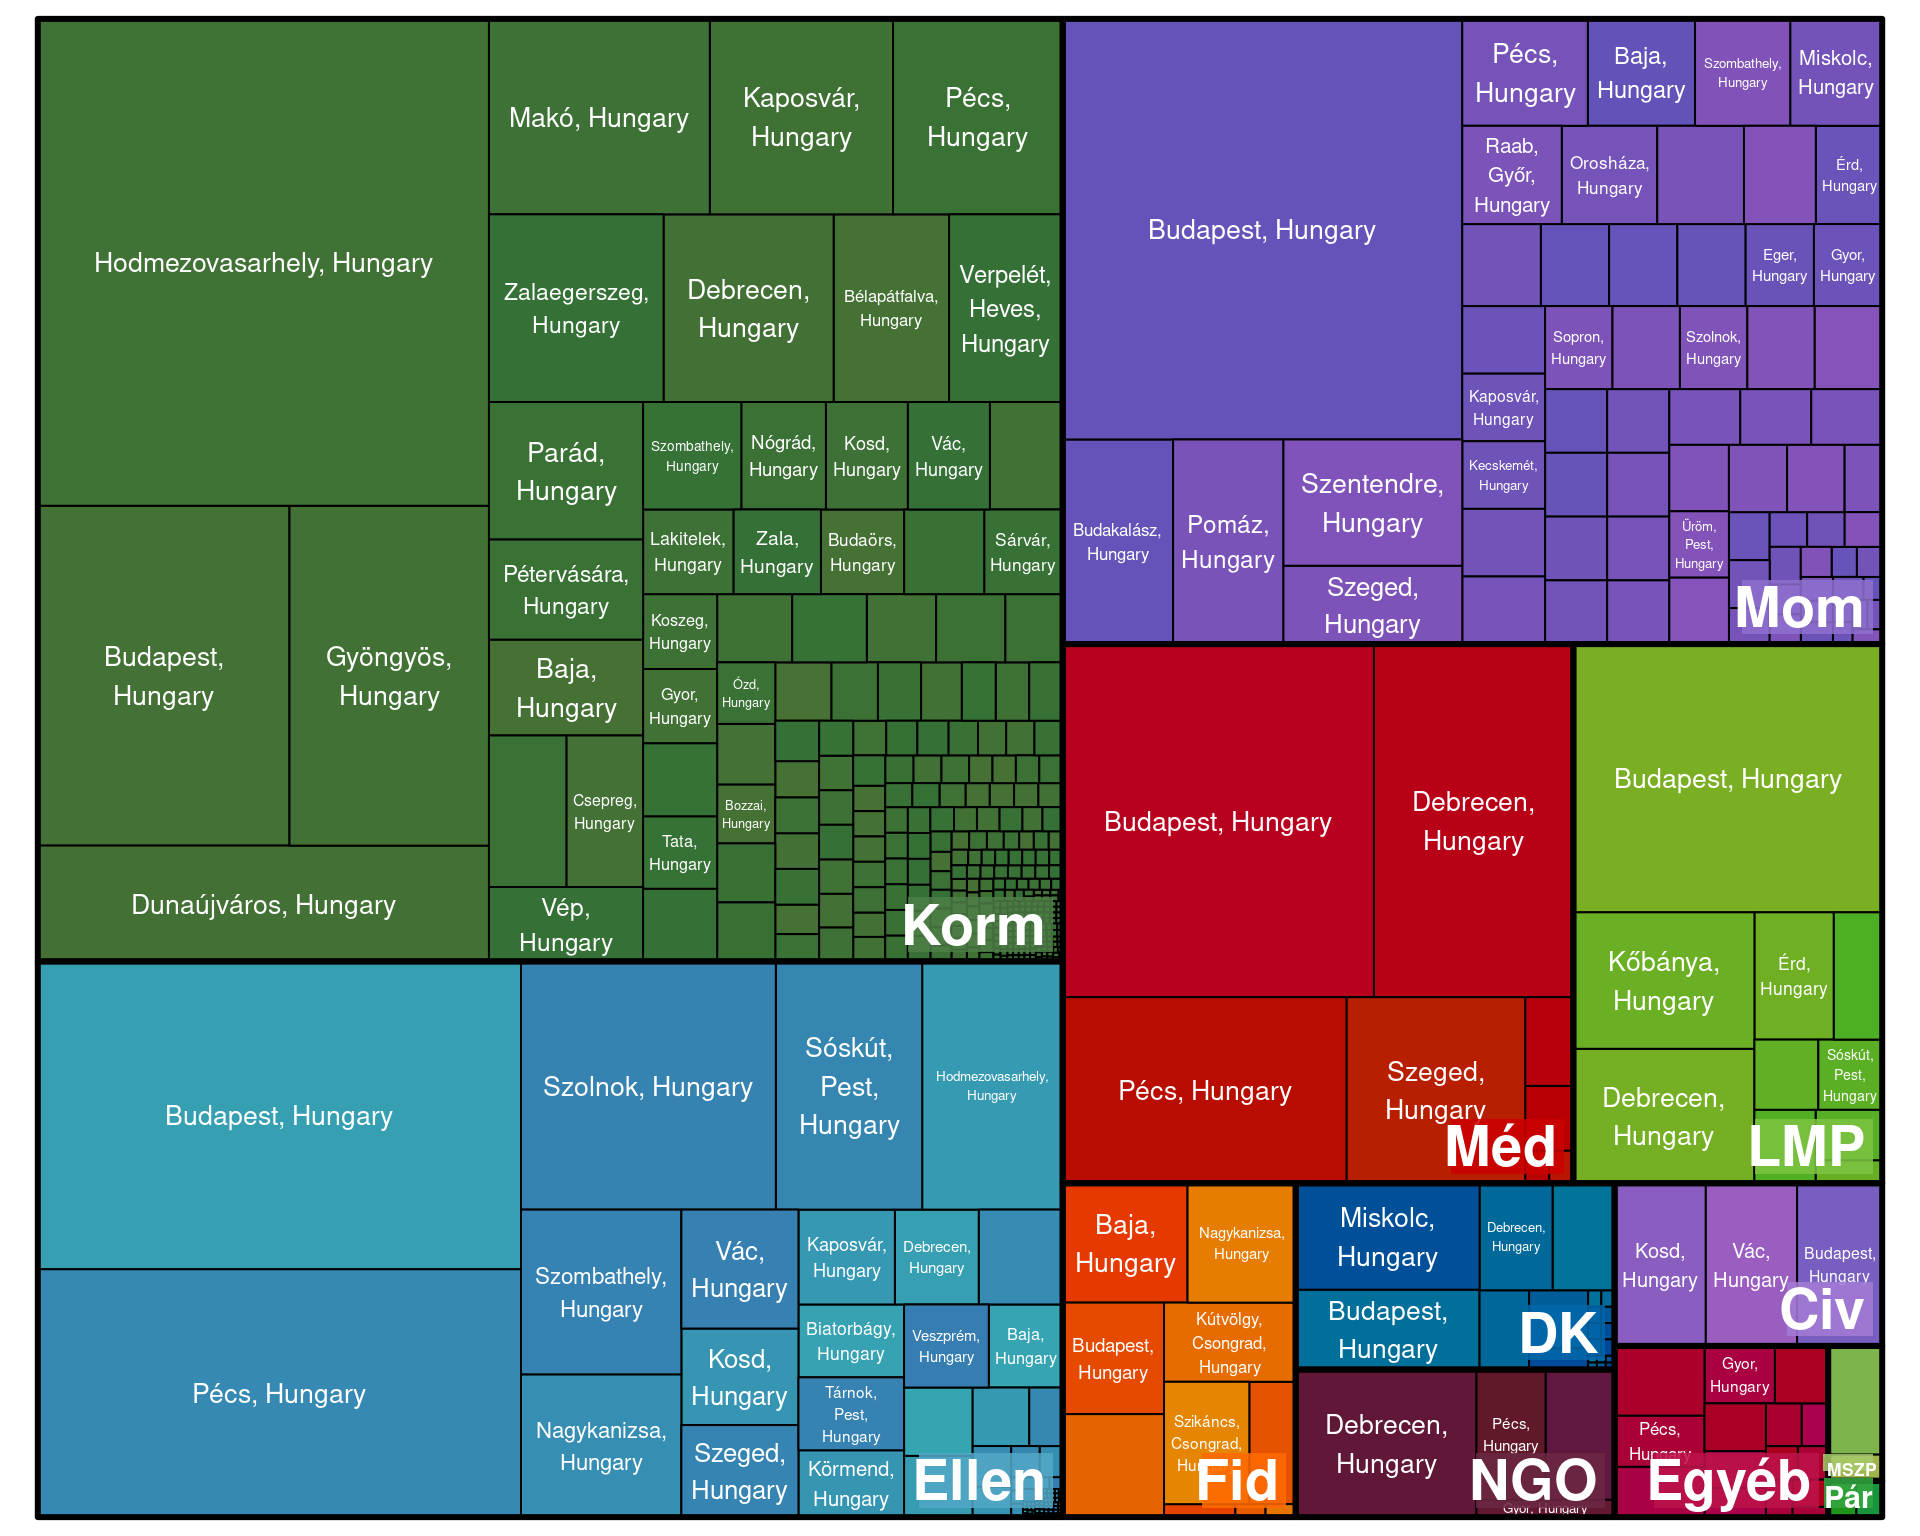 Hodmezovasarhely, Hungary
Makó, Hungary
Kaposvár,
Hungary
Pécs,
Hungary
Zalaegerszeg,
Hungary
Debrecen,
Hungary
Bélapátfalva,
Hungary
Verpelét,
Heves,
Hungary
Budapest,
Hungary
Gyöngyös,
Hungary
Dunaújváros, Hungary
Parád,
Hungary
Pétervására,
Hungary
Baja,
Hungary
Csepreg,
Hungary
Vép,
Hungary
Szombathely,
Hungary
Nógrád,
Hungary
Kosd,
Hungary
Vác,
Hungary
Lakitelek,
Hungary
Zala,
Hungary
Budaörs,
Hungary
Sárvár,
Hungary
Koszeg,
Hungary
Gyor,
Hungary
Ózd,
Hungary
Bozzai,
Hungary
Tata,
Hungary
Korm
Budapest, Hungary
Pécs,
Hungary
Baja,
Hungary
Szombathely,
Hungary
Miskolc,
Hungary
Raab,
Győr,
Hungary
Orosháza,
Hungary
Érd,
Hungary
Eger,
Hungary
Gyor,
Hungary
Sopron,
Hungary
Szolnok,
Hungary
Kaposvár,
Hungary
Kecskemét,
Hungary
Budakalász,
Hungary
Pomáz,
Hungary
Szentendre,
Hungary
Szeged,
Hungary
Üröm,
Pest,
Hungary
Mom
Budapest, Hungary
Pécs, Hungary
Szolnok, Hungary
Sóskút,
Pest,
Hungary
Hodmezovasarhely,
Hungary
Szombathely,
Hungary
Nagykanizsa,
Hungary
Vác,
Hungary
Kosd,
Hungary
Szeged,
Hungary
Kaposvár,
Hungary
Debrecen,
Hungary
Biatorbágy,
Hungary
Veszprém,
Hungary
Baja,
Hungary
Tárnok,
Pest,
Hungary
Körmend,
Hungary
Ellen
Budapest, Hungary
Debrecen,
Hungary
Pécs, Hungary
Szeged,
Hungary
Méd
Budapest, Hungary
Kőbánya,
Hungary
Érd,
Hungary
Debrecen,
Hungary
Sóskút,
Pest,
Hungary
LMP
Baja,
Hungary
Nagykanizsa,
Hungary
Budapest,
Hungary
Kútvölgy,
Csongrad,
Hungary
Szikáncs,
Csongrad,
Hungary
Fid
Miskolc,
Hungary
Debrecen,
Hungary
Budapest,
Hungary
DK
Debrecen,
Hungary
Pécs,
Hungary
Gyor, Hungary
NGO
Kosd,
Hungary
Vác,
Hungary
Budapest,
Hungary
Civ
Gyor,
Hungary
Pécs,
Hungary
Egyéb
MSZP
Pár